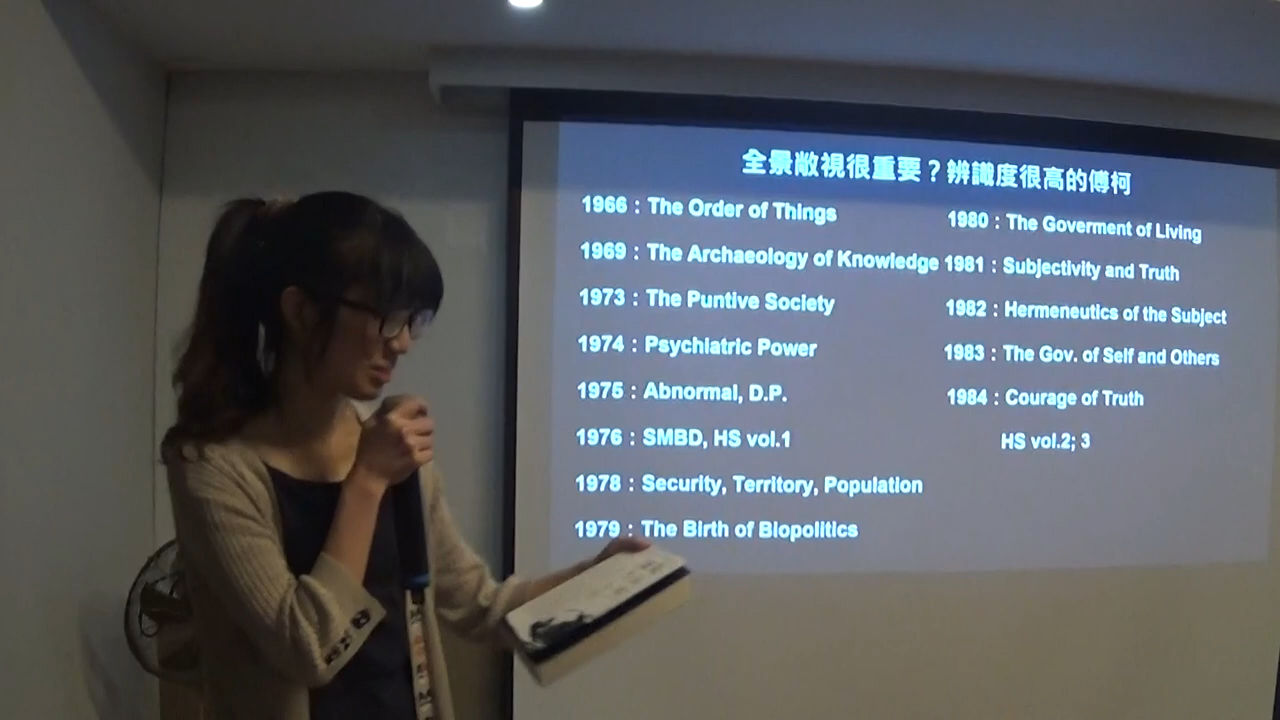 全景敞視很重要？辨識度很高的傅柯
1966：The Order of Things
1969：The Archaeology of Knowledge
1973：The Puntive Society
1974：Psychiatric Power
1975：Abnormal, D.P.
1976：SMBD, HS vol.1
1978：Security, Territory, Population
1979：The Birth of Biopolitics
1980：The Goverment of Living
1981：Subjectivity and Truth
1982：Hermeneutics of the Subject
1983：The Gov. of Self and Others
1984：Courage of Truth
HS vol.2; 3